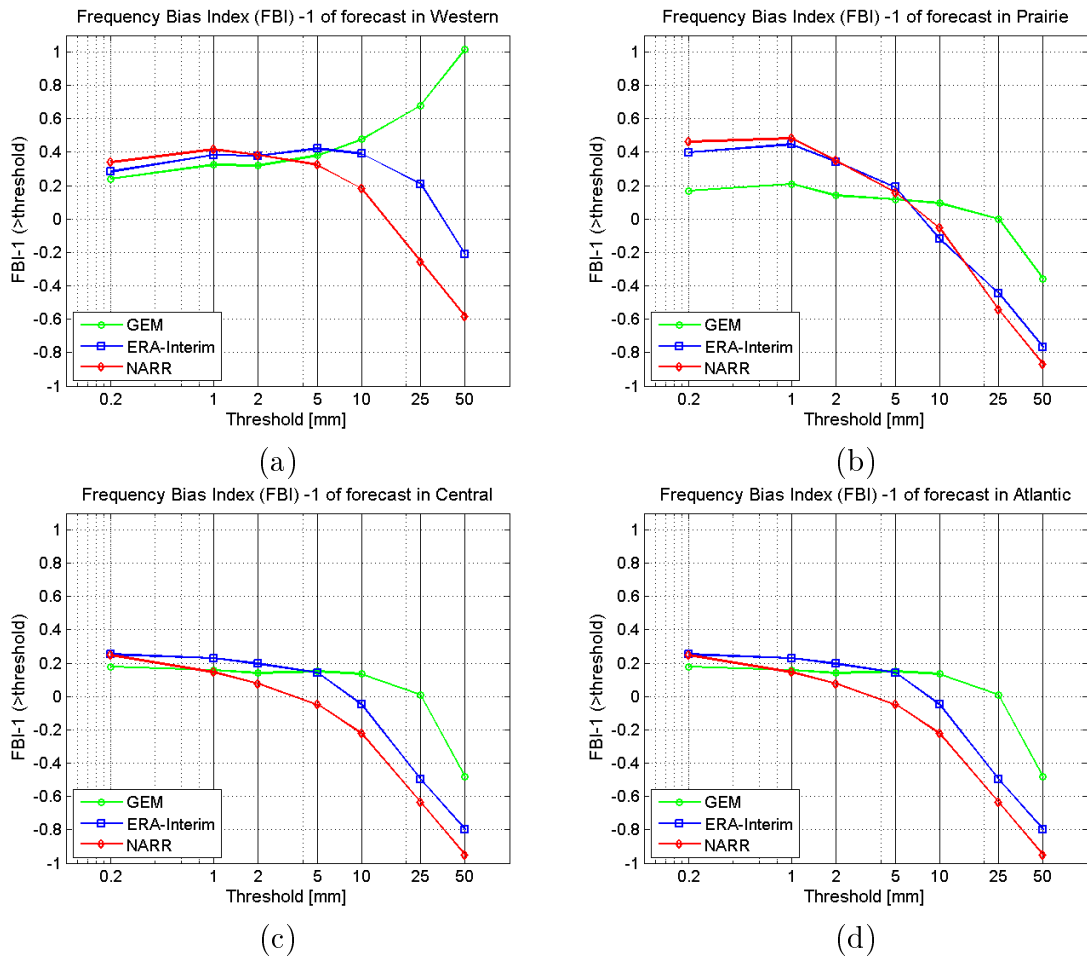 Frequency Bias Index (FBI) -1 of forecast in Western
1
0.8
0.6
0.4
0.2
0
-0.2
-0.4
-0.6
-0.8
-1
FBI-1 (>threshold)
GEM
ERA-Interim
NARR
0.2 1 2 5 10 25 50
Threshold [mm]
(a)
Frequency Bias Index (FBI) -1 of forecast in Prairie
1
0.8
0.6
0.4
0.2
0
-0.2
-0.4
-0.6
-0.8
-1
FBI-1 (>threshold)
GEM
ERA-Interim
NARR
0.2 1 2 5 10 25 50
Threshold [mm]
(b)
Frequency Bias Index (FBI) -1 of forecast in Central
1
0.8
0.6
0.4
0.2
0
-0.2
-0.4
-0.6
-0.8
-1
FBI-1 (>threshold)
GEM
ERA-Interim
NARR
0.2 1 2 5 10 25 50
Threshold [mm]
(c)
Frequency Bias Index (FBI) -1 of forecast in Atlantic
1
0.8
0.6
0.4
0.2
0
-0.2
-0.4
-0.6
-0.8
-1
FBI-1 (>threshold)
GEM
ERA-Interim
NARR
0.2 1 2 5 10 25 50
Threshold [mm]
(d)